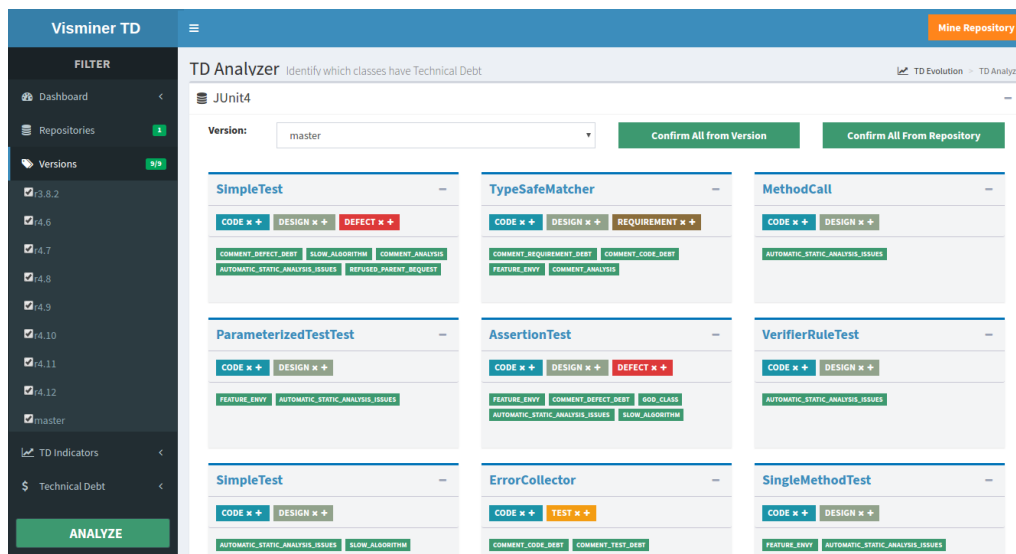 Visminer TD
Mine Repository
FILTER
Dashboard
Repositories 1
Versions 9/9
r3.8.2
r4.6
r4.7
r4.8
r4.9
r4.10
r4.11
r4.12
master
TD Indicators
Technical Debt
ANALYZE
TD Analyzer Identify which classes have Technical Debt
TD Evolution > TD Analyz
JUnit4
Version: master Confirm All from Version Confirm All From Repository
SimpleTest
CODE × + DESIGN × + DEFECT × +
COMMENT_DEFECT_DEBT SLOW_ALGORITHM COMMENT_ANALYSIS
AUTOMATIC_STATIC_ANALYSIS_ISSUES REFUSED_PARENT_BEQUEST
TypeSafeMatcher
CODE × + DESIGN × + REQUIREMENT × +
COMMENT_REQUIREMENT_DEBT COMMENT_CODE_DEBT
FEATURE_ENVY COMMENT_ANALYSIS
MethodCall
CODE × + DESIGN × +
AUTOMATIC_STATIC_ANALYSIS_ISSUES
ParameterizedTestTest
CODE × + DESIGN × +
FEATURE_ENVY AUTOMATIC_STATIC_ANALYSIS_ISSUES
AssertionTest
CODE × + DESIGN × + DEFECT × +
FEATURE_ENVY COMMENT_DEFECT_DEBT GOD_CLASS
AUTOMATIC_STATIC_ANALYSIS_ISSUES SLOW_ALGORITHM
VerifierRuleTest
CODE × + DESIGN × +
AUTOMATIC_STATIC_ANALYSIS_ISSUES
SimpleTest
CODE × + DESIGN × +
AUTOMATIC_STATIC_ANALYSIS_ISSUES SLOW_ALGORITHM
ErrorCollector
CODE × + TEST × +
COMMENT_CODE_DEBT COMMENT_TEST_DEBT
SingleMethodTest
CODE × + DESIGN × +
FEATURE_ENVY AUTOMATIC_STATIC_ANALYSIS_ISSUES